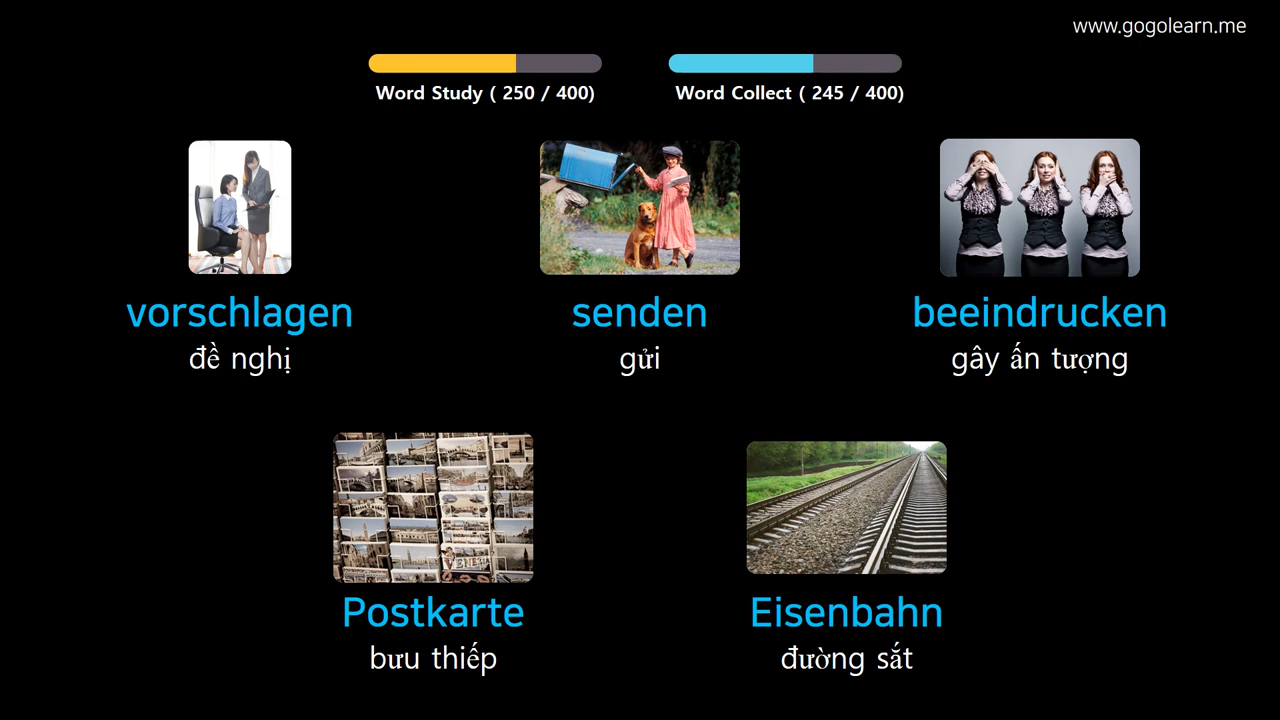 www.gogolearn.me
Word Study ( 250 / 400)
Word Collect ( 245 / 400)
vorschlagen
đề nghị
senden
gửi
beeindrucken
gây ấn tượng
Postkarte
bưu thiếp
Eisenbahn
đường sắt